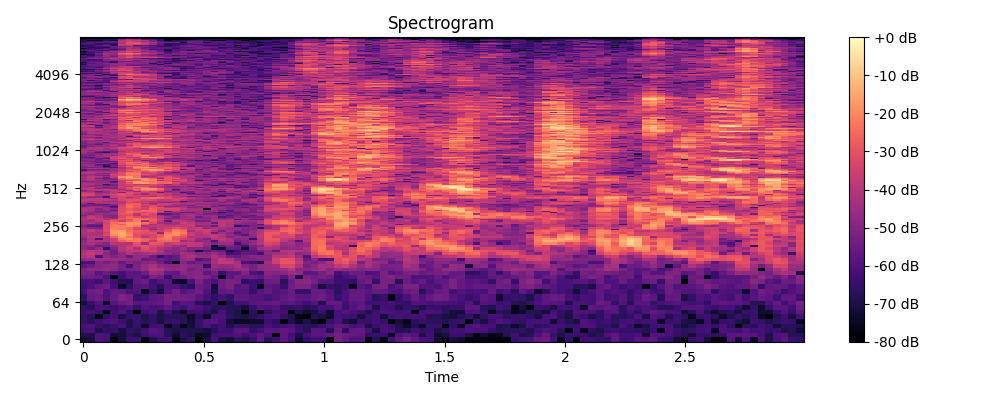 Spectrogram
Hz
4096
2048
1024
512
256
128
64
0
0
0.5
1
1.5
2
2.5
Time
+0 dB
-10 dB
-20 dB
-30 dB
-40 dB
-50 dB
-60 dB
-70 dB
-80 dB